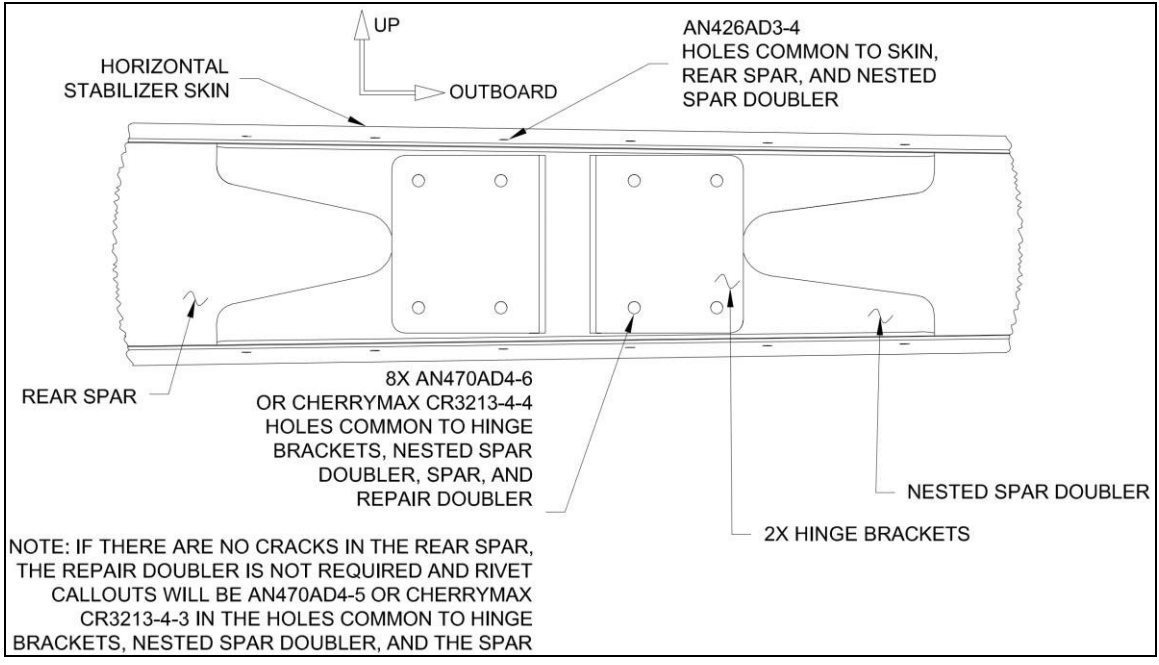 UP
OUTBOARD
HORIZONTAL
STABILIZER SKIN
AN426AD3-4
HOLES COMMON TO SKIN,
REAR SPAR, AND NESTED
SPAR DOUBLER
REAR SPAR
8X AN470AD4-6
OR CHERRYMAX CR3213-4-4
HOLES COMMON TO HINGE
BRACKETS, NESTED SPAR
DOUBLER, SPAR, AND
REPAIR DOUBLER
NESTED SPAR DOUBLER
2X HINGE BRACKETS
NOTE: IF THERE ARE NO CRACKS IN THE REAR SPAR,
THE REPAIR DOUBLER IS NOT REQUIRED AND RIVET
CALLOUTS WILL BE AN470AD4-5 OR CHERRYMAX
CR3213-4-3 IN THE HOLES COMMON TO HINGE
BRACKETS, NESTED SPAR DOUBLER, AND THE SPAR